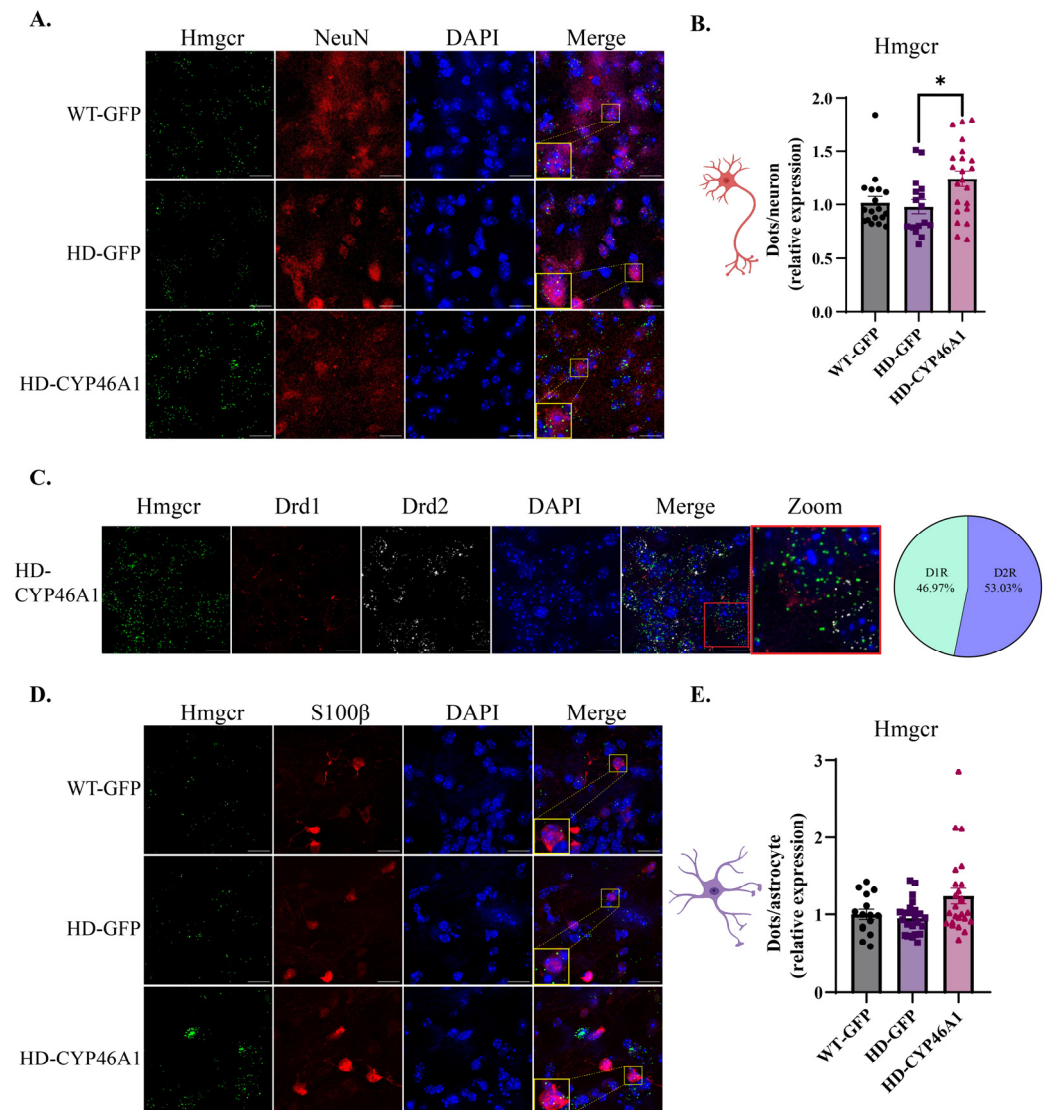 A.
Hmgcr NeuN DAPI Merge
WT-GFP
HD-GFP
HD-CYP46A1
B.
Hmgcr
*
Dots/neuron
(relative expression)
2.0
1.5
1.0
0.5
0.0
WT-GFP
HD-GFP
HD-CYP46A1
C.
Hmgcr Drd1 Drd2 DAPI Merge Zoom
HD-
CYP46A1
D1R
46.97%
D2R
53.03%
D.
Hmgcr S100β DAPI Merge
WT-GFP
HD-GFP
HD-CYP46A1
E.
Hmgcr
Dots/astrocyte
(relative expression)
3
2
1
0
WT-GFP
HD-GFP
HD-CYP46A1